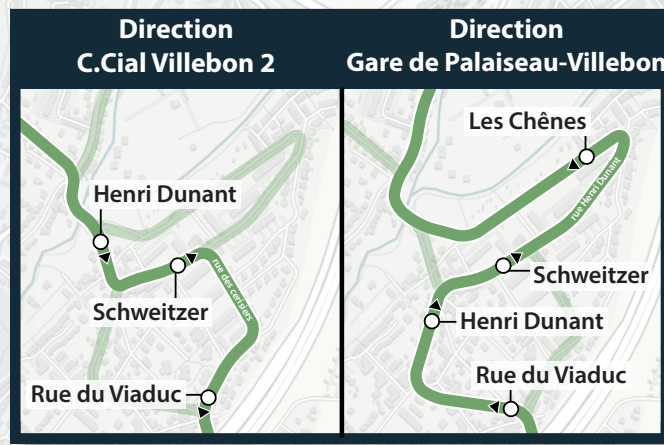 Direction
C.Cial Villebon 2
Henri Dunant
Schweitzer
rue des cerisiers
Rue du Viaduc
Direction
Gare de Palaiseau-Villebon
Les Chênes
rue Henri Dunant
Schweitzer
Henri Dunant
Rue du Viaduc